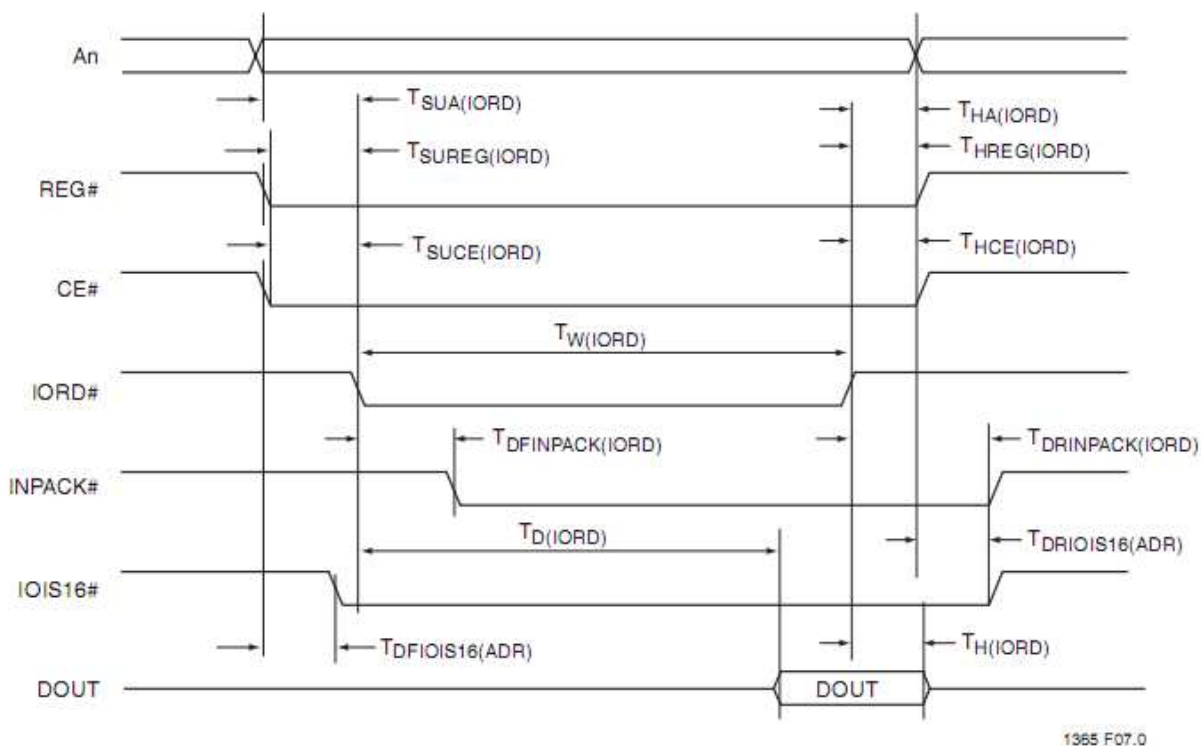 An
TSUA(IORD)
THA(IORD)
TSUREG(IORD)
THREG(IORD)
REG#
TSUCE(IORD)
THCE(IORD)
CE#
TW(IORD)
IORD#
TDFINPACK(IORD)
TDRINPACK(IORD)
INPACK#
TD(IORD)
TDRIOIS16(ADR)
IOIS16#
TDFIOIS16(ADR)
TH(IORD)
DOUT
DOUT
1365 F07.0